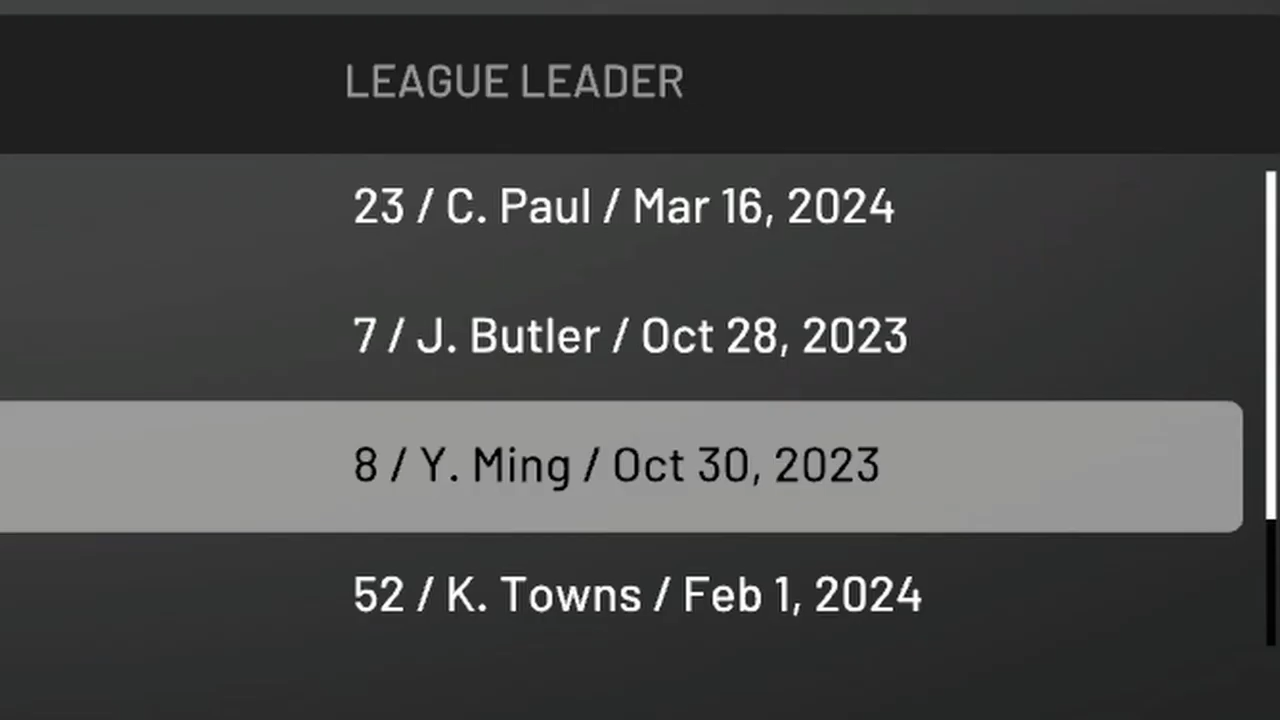 LEAGUE LEADER
23 / C. Paul / Mar 16, 2024
7 / J. Butler / Oct 28, 2023
8 / Y. Ming / Oct 30, 2023
52 / K. Towns / Feb 1, 2024